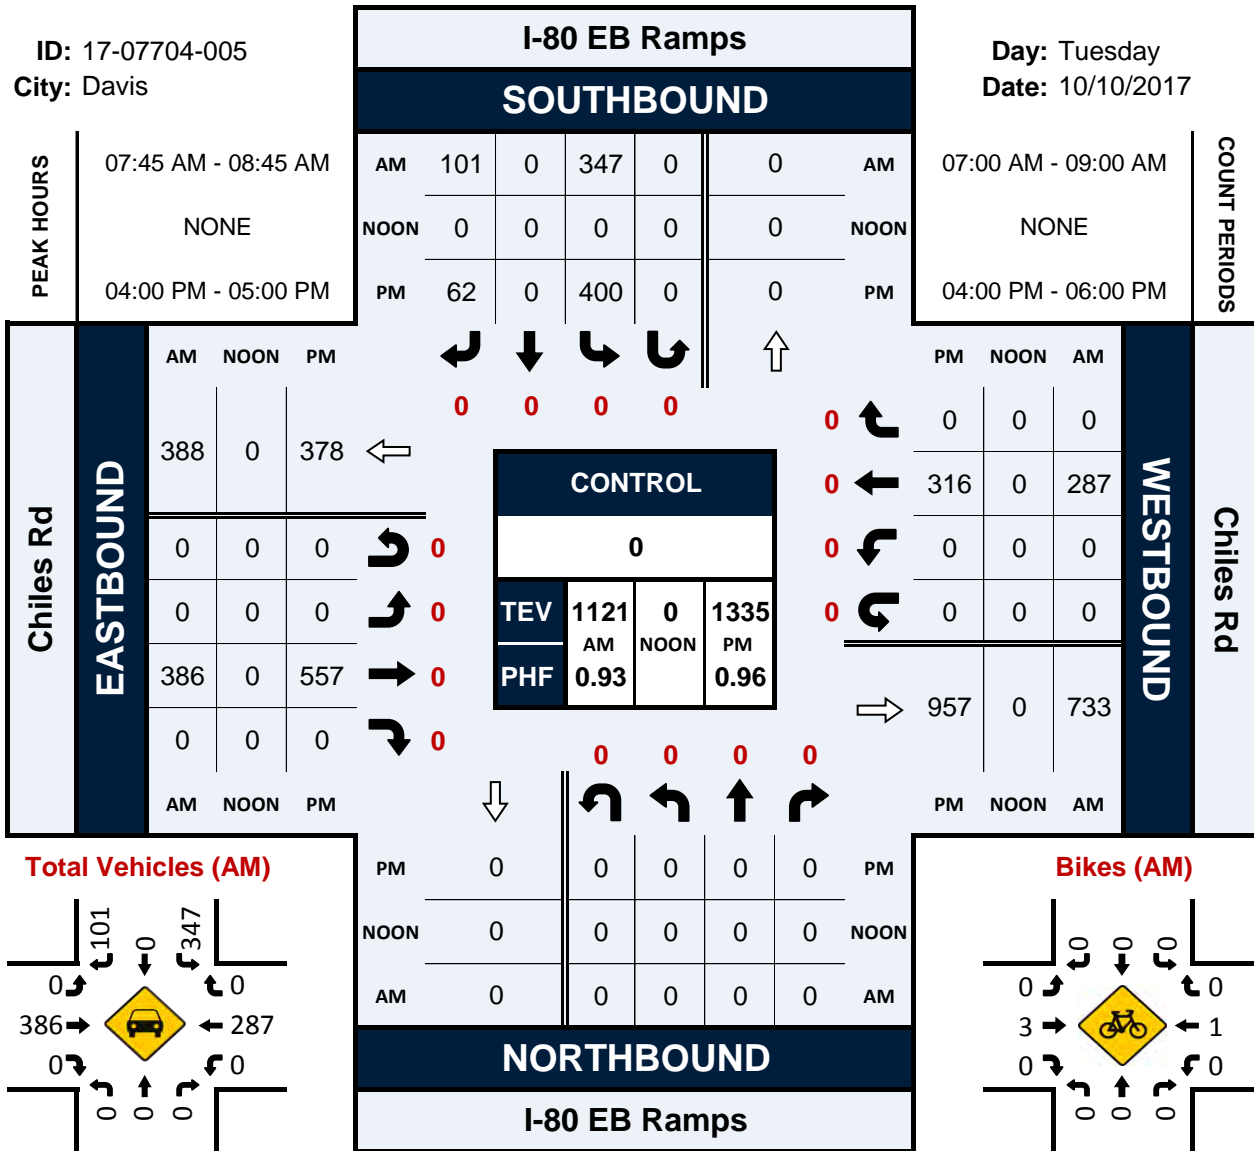 I-80 EB Ramps
ID: 17-07704-005
City: Davis
Day: Tuesday
Date: 10/10/2017
SOUTHBOUND
PEAK HOURS
07:45 AM - 08:45 AM
NONE
04:00 PM - 05:00 PM
AM 101 0 347 0 0 AM
NOON 0 0 0 0 0 NOON
PM 62 0 400 0 0 PM
07:00 AM - 09:00 AM
NONE
04:00 PM - 06:00 PM
COUNT PERIODS
0 0 0 0
Chiles Rd
EASTBOUND
AM NOON PM
388 0 378
0 0 0 0
0 0 0 0
386 0 557 0
0 0 0 0
AM NOON PM
CONTROL
0
TEV 1121 0 1335
AM NOON PM
PHF 0.93 0.96
PM NOON AM
0 0 0 0
0 316 0 287
0 0 0 0
0 0 0 0
957 0 733
PM NOON AM
WESTBOUND
Chiles Rd
0 0 0 0
PM 0 0 0 0 0 PM
NOON 0 0 0 0 0 NOON
AM 0 0 0 0 0 AM
NORTHBOUND
I-80 EB Ramps
Total Vehicles (AM)
101 0 347
0 0
386 287
0 0
0 0 0
Bikes (AM)
0 0 0
0 0
3 1
0 0
0 0 0